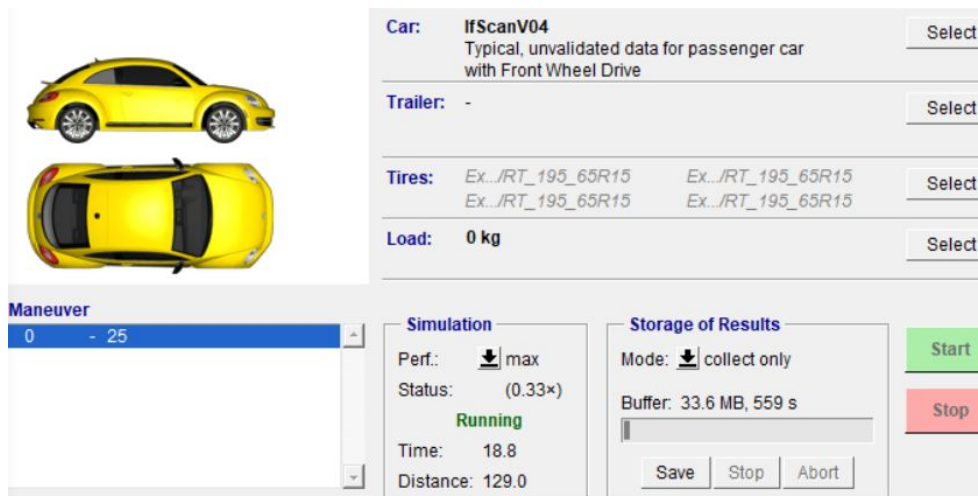 Car: IfScanV04
Typical, unvalidated data for passenger car
with Front Wheel Drive
Select
Trailer: -
Select
Tires: Ex.../RT_195_65R15 Ex.../RT_195_65R15
Ex.../RT_195_65R15 Ex.../RT_195_65R15
Select
Load: 0 kg
Select
Maneuver
0 - 25
Simulation
Perf.: max
Status: (0.33×)
Running
Time: 18.8
Distance: 129.0
Storage of Results
Mode: collect only
Buffer: 33.6 MB, 559 s
Save Stop Abort
Start
Stop